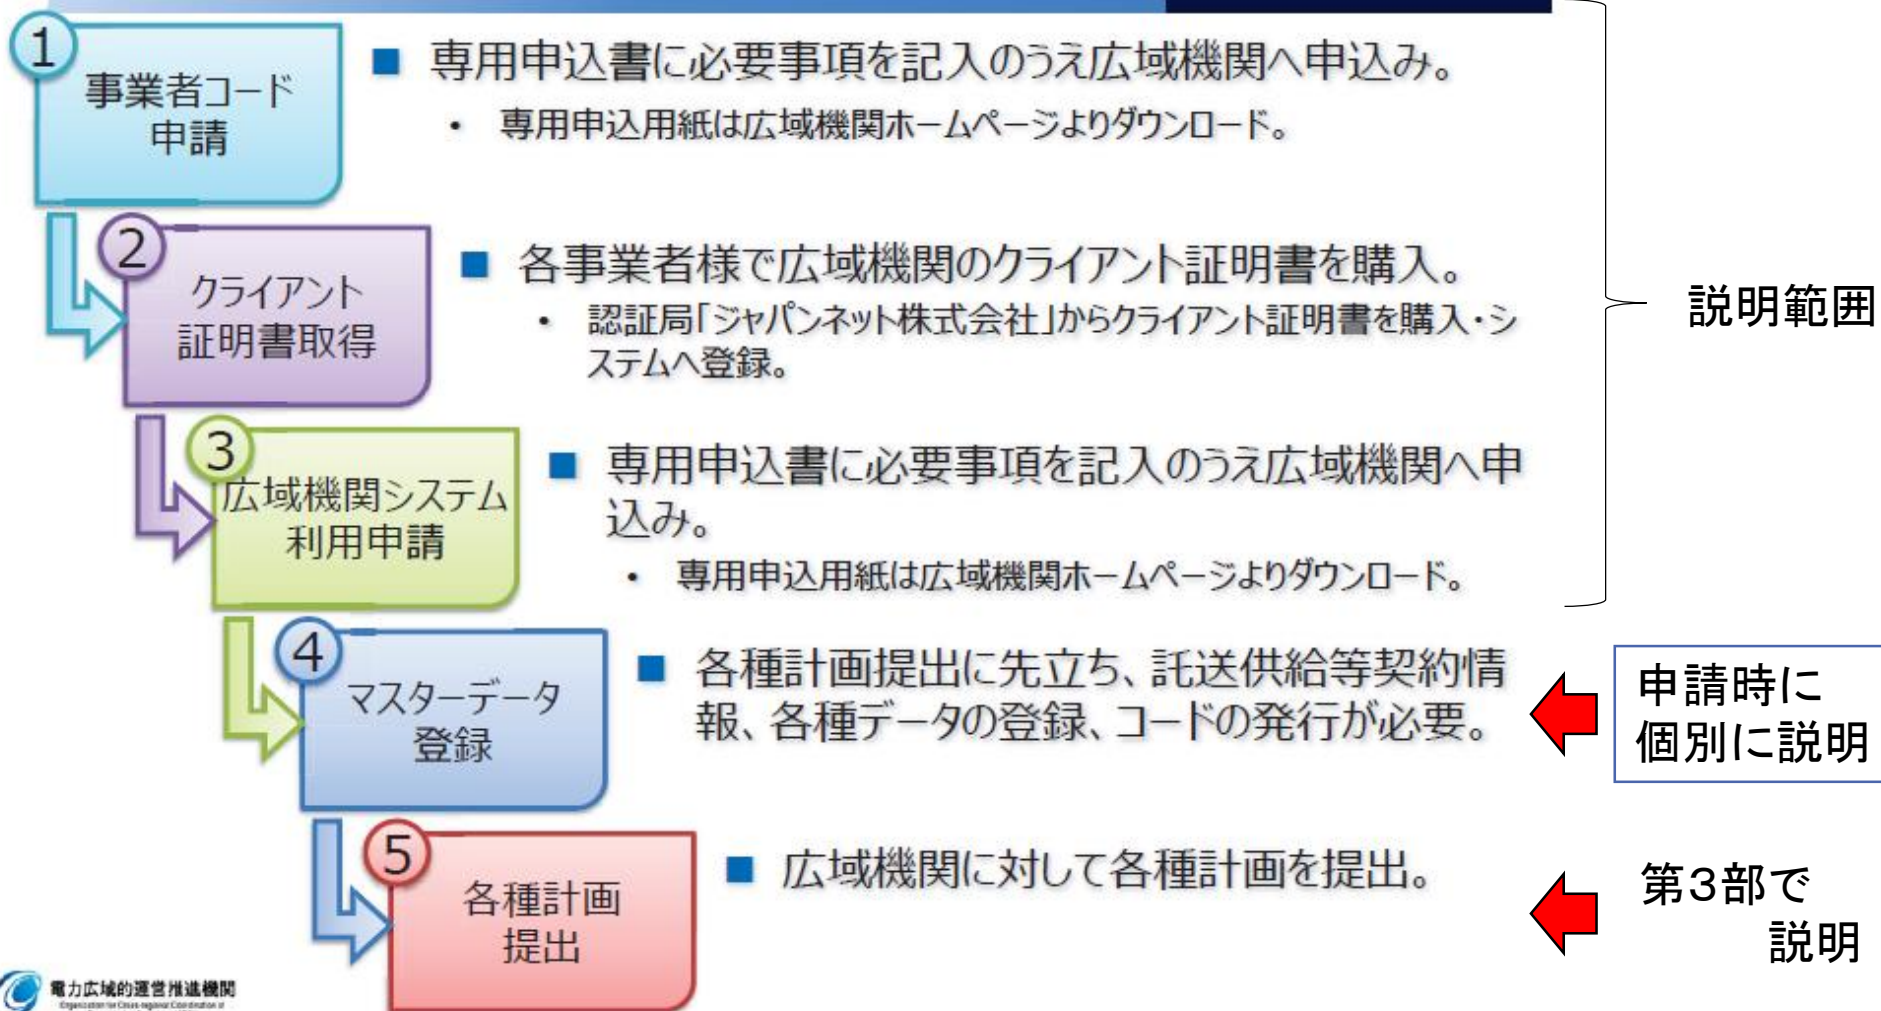 1
事業者コード
申請
■ 専用申込書に必要事項を記入のうえ広域機関へ申込み。
• 専用申込用紙は広域機関ホームページよりダウンロード。
2
クライアント
証明書取得
■ 各事業者様で広域機関のクライアント証明書を購入。
• 認証局「ジャパンネット株式会社」からクライアント証明書を購入・シ
ステムへ登録。
説明範囲
3
広域機関システム
利用申請
■ 専用申込書に必要事項を記入のうえ広域機関へ申
込み。
• 専用申込用紙は広域機関ホームページよりダウンロード。
4
マスターデータ
登録
■ 各種計画提出に先立ち、託送供給等契約情
報、各種データの登録、コードの発行が必要。
申請時に
個別に説明
5
各種計画
提出
■ 広域機関に対して各種計画を提出。
第3部で
説明
電力広域的運営推進機関
Organization for Cross-regional Coordination of